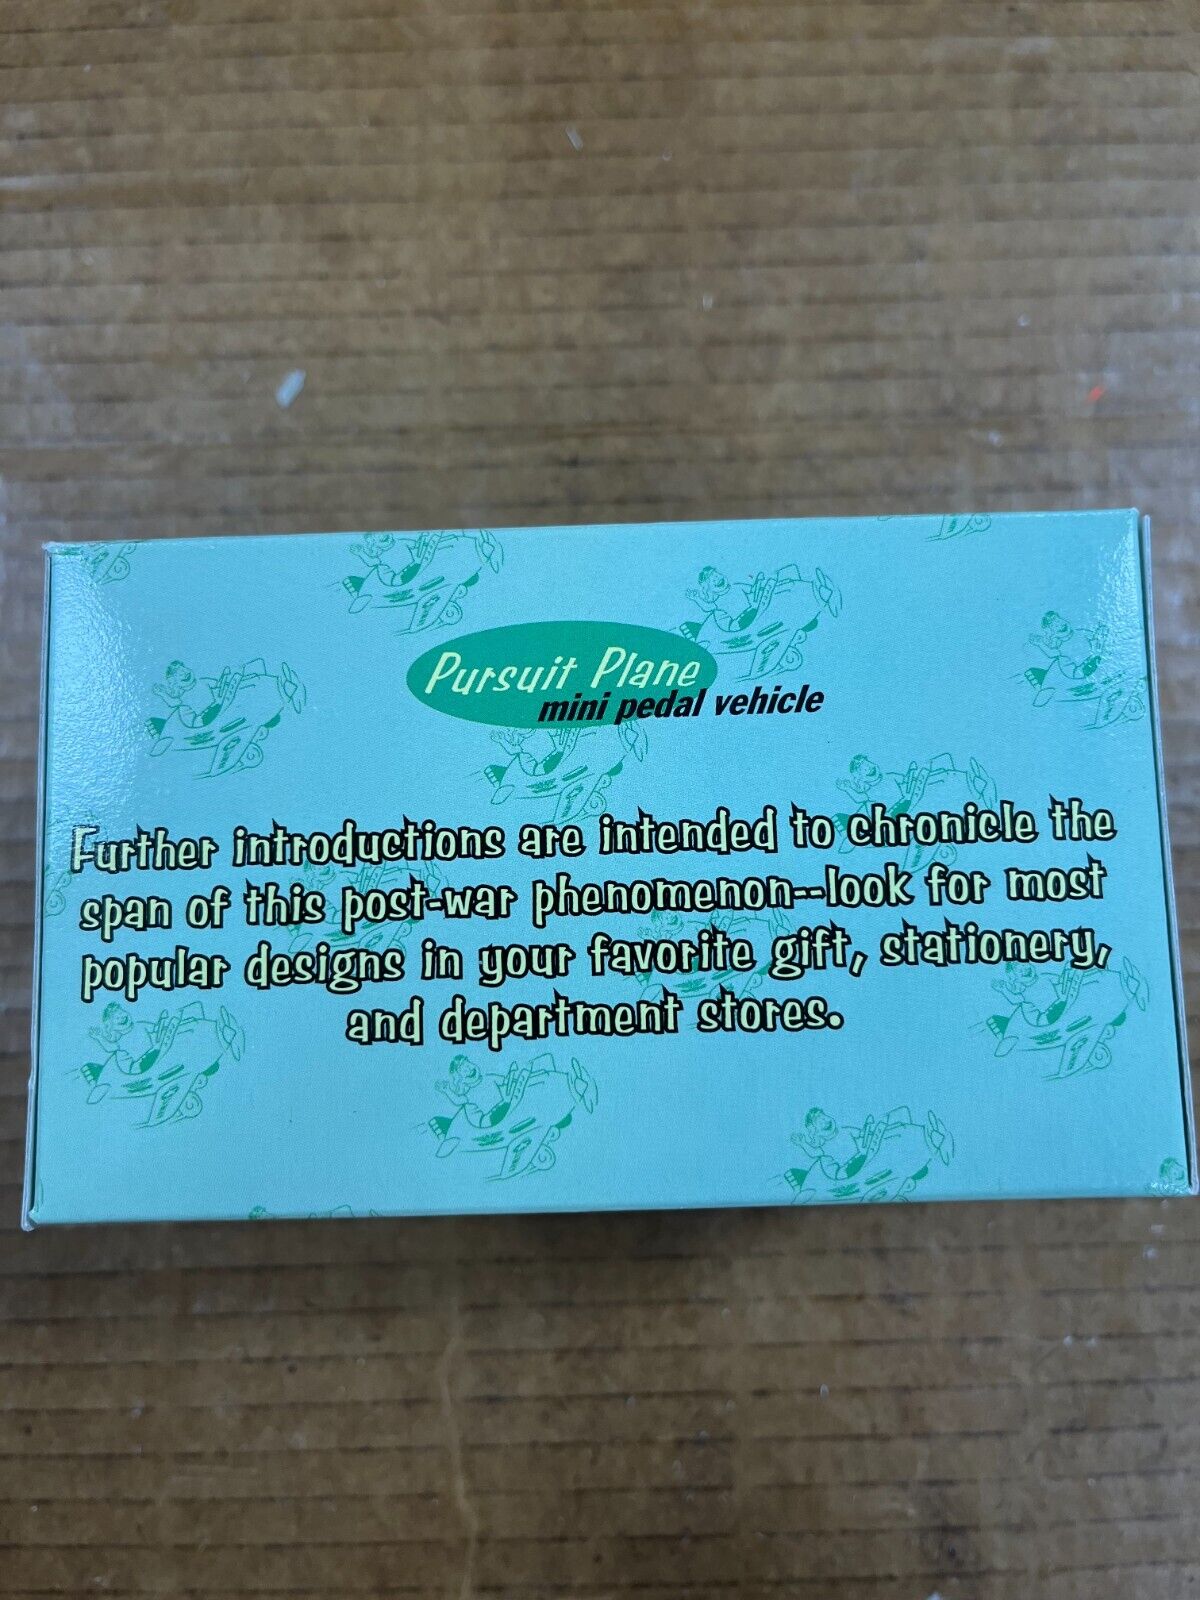 Pursuit Plane
mini pedal vehicle
Further introductions are intended to chronicle the
span of this post-war phenomenon--look for most
popular designs in your favorite gift, stationery,
and department stores.